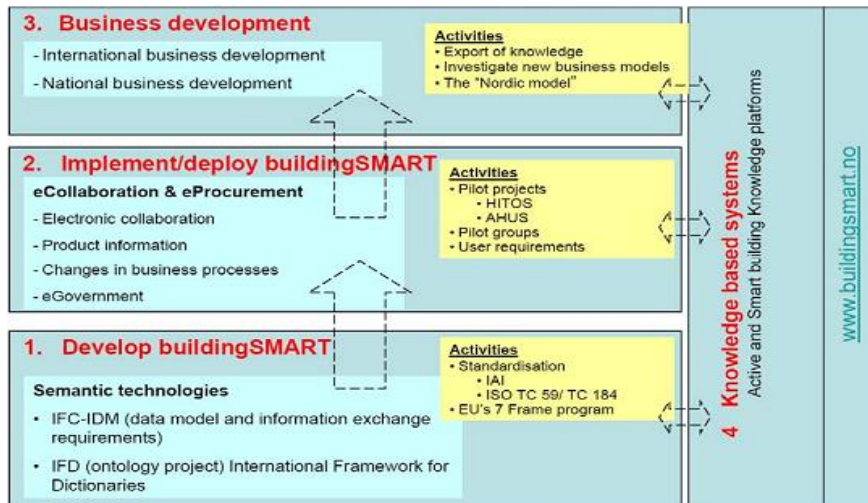 3. Business development
- International business development
- National business development
Activities
• Export of knowledge
• Investigate new business models
• The "Nordic model"
2. Implement/deploy buildingSMART
eCollaboration & eProcurement
- Electronic collaboration
- Product information
- Changes in business processes
- eGovernment
Activities
• Pilot projects
• HITOS
• AHUS
• Pilot groups
• User requirements
1. Develop buildingSMART
Semantic technologies
• IFC-IDM (data model and information exchange
requirements)
• IFD (ontology project) International Framework for
Dictionaries
Activities
• Standardisation
• IAI
• ISO TC 59/ TC 184
• EU's 7 Frame program
4 Knowledge based systems
Active and Smart building Knowledge platforms
www.buildingsmart.no